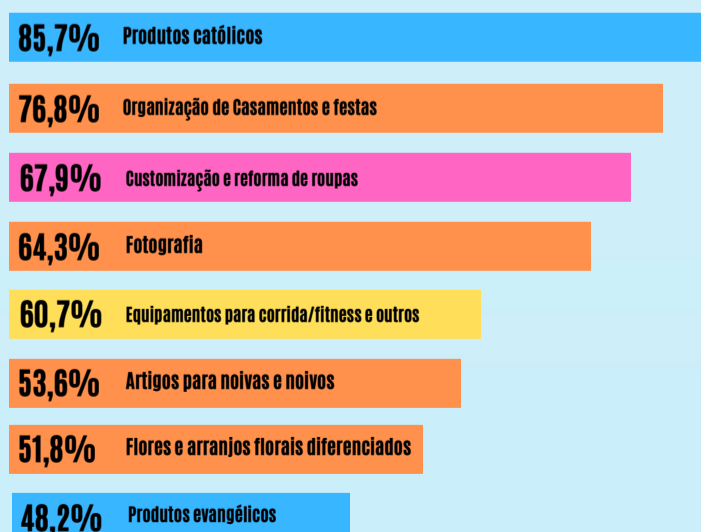 85,7% Produtos católicos
76,8% Organização de Casamentos e festas
67,9% Customização e reforma de roupas
64,3% Fotografia
60,7% Equipamentos para corrida/fitness e outros
53,6% Artigos para noivas e noivos
51,8% Flores e arranjos florais diferenciados
48,2% Produtos evangélicos